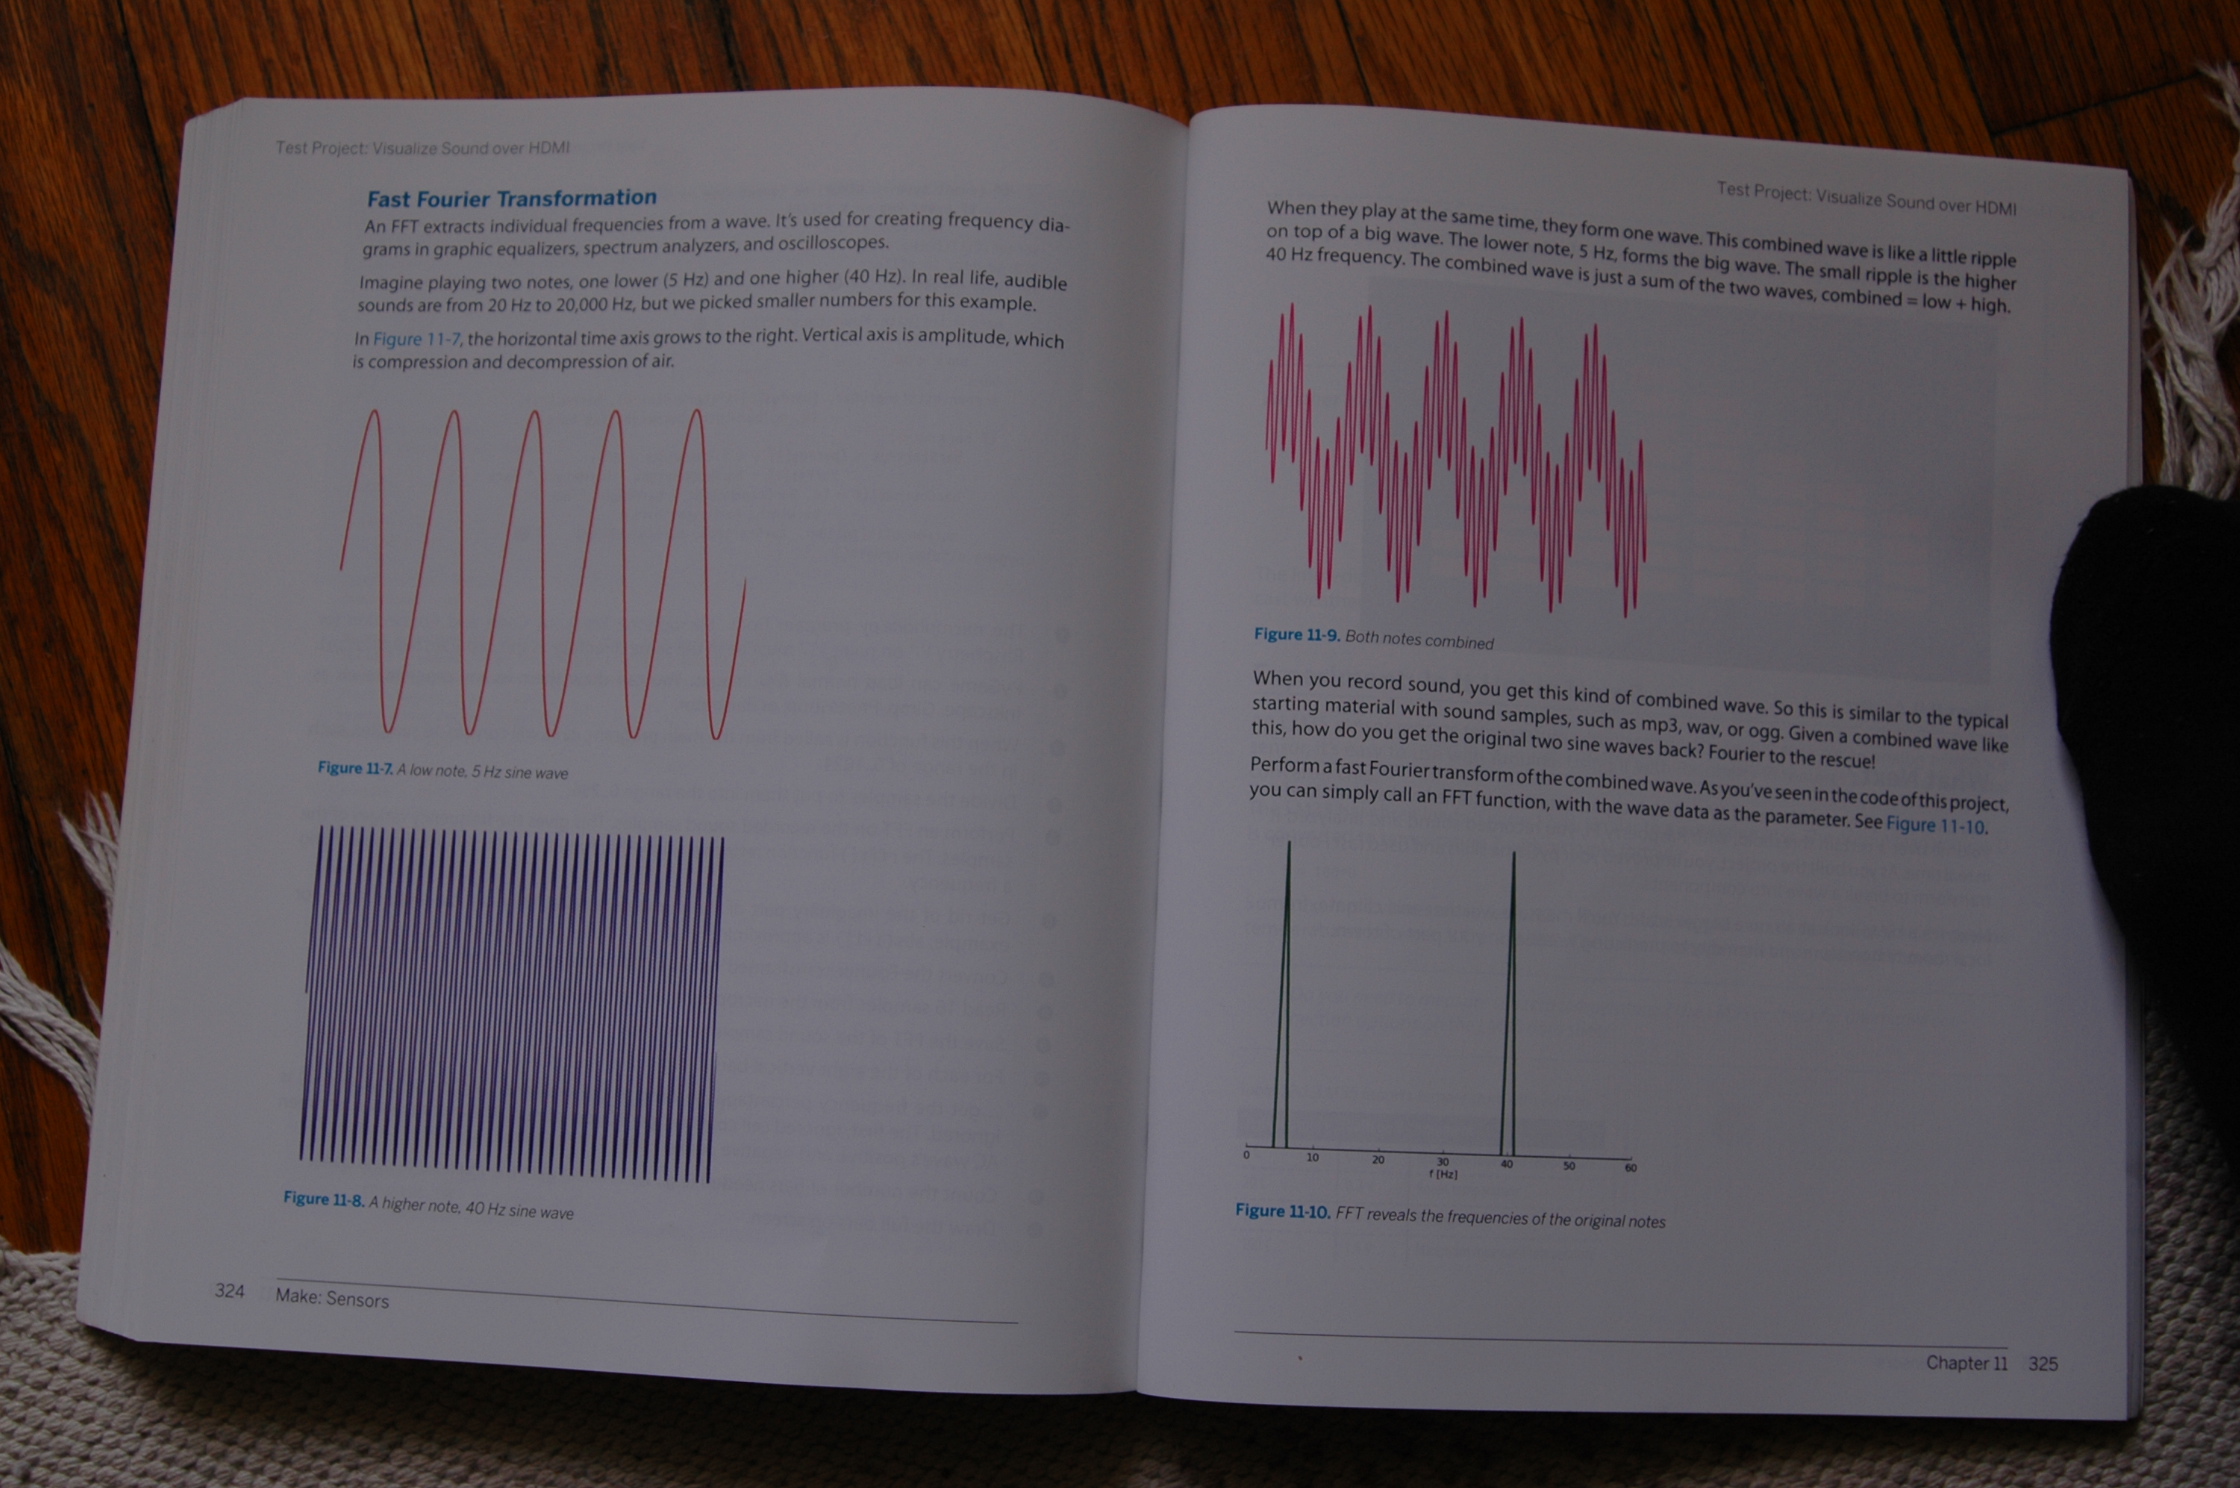 Test Project: Visualize Sound over HDMI
Fast Fourier Transformation
An FFT extracts individual frequencies from a wave. It's used for creating frequency dia-
grams in graphic equalizers, spectrum analyzers, and oscilloscopes.
Imagine playing two notes, one lower (5 Hz) and one higher (40 Hz). In real life, audible
sounds are from 20 Hz to 20,000 Hz, but we picked smaller numbers for this example.
In Figure 11-7, the horizontal time axis grows to the right. Vertical axis is amplitude, which
is compression and decompression of air.
Figure 11-7. A low note, 5 Hz sine wave
Figure 11-8. A higher note, 40 Hz sine wave
324 Make: Sensors
Test Project: Visualize Sound over HDMI
When they play at the same time, they form one wave. This combined wave is like a little ripple
on top of a big wave. The lower note, 5 Hz, forms the big wave. The small ripple is the higher
40 Hz frequency. The combined wave is just a sum of the two waves, combined = low + high.
Figure 11-9. Both notes combined
When you record sound, you get this kind of combined wave. So this is similar to the typical
starting material with sound samples, such as mp3, wav, or ogg. Given a combined wave like
this, how do you get the original two sine waves back? Fourier to the rescue!
Perform a fast Fourier transform of the combined wave. As you've seen in the code of this project,
you can simply call an FFT function, with the wave data as the parameter. See Figure 11-10.
0 10 20 30 40 50 60
f [Hz]
Figure 11-10. FFT reveals the frequencies of the original notes
Chapter 11 325